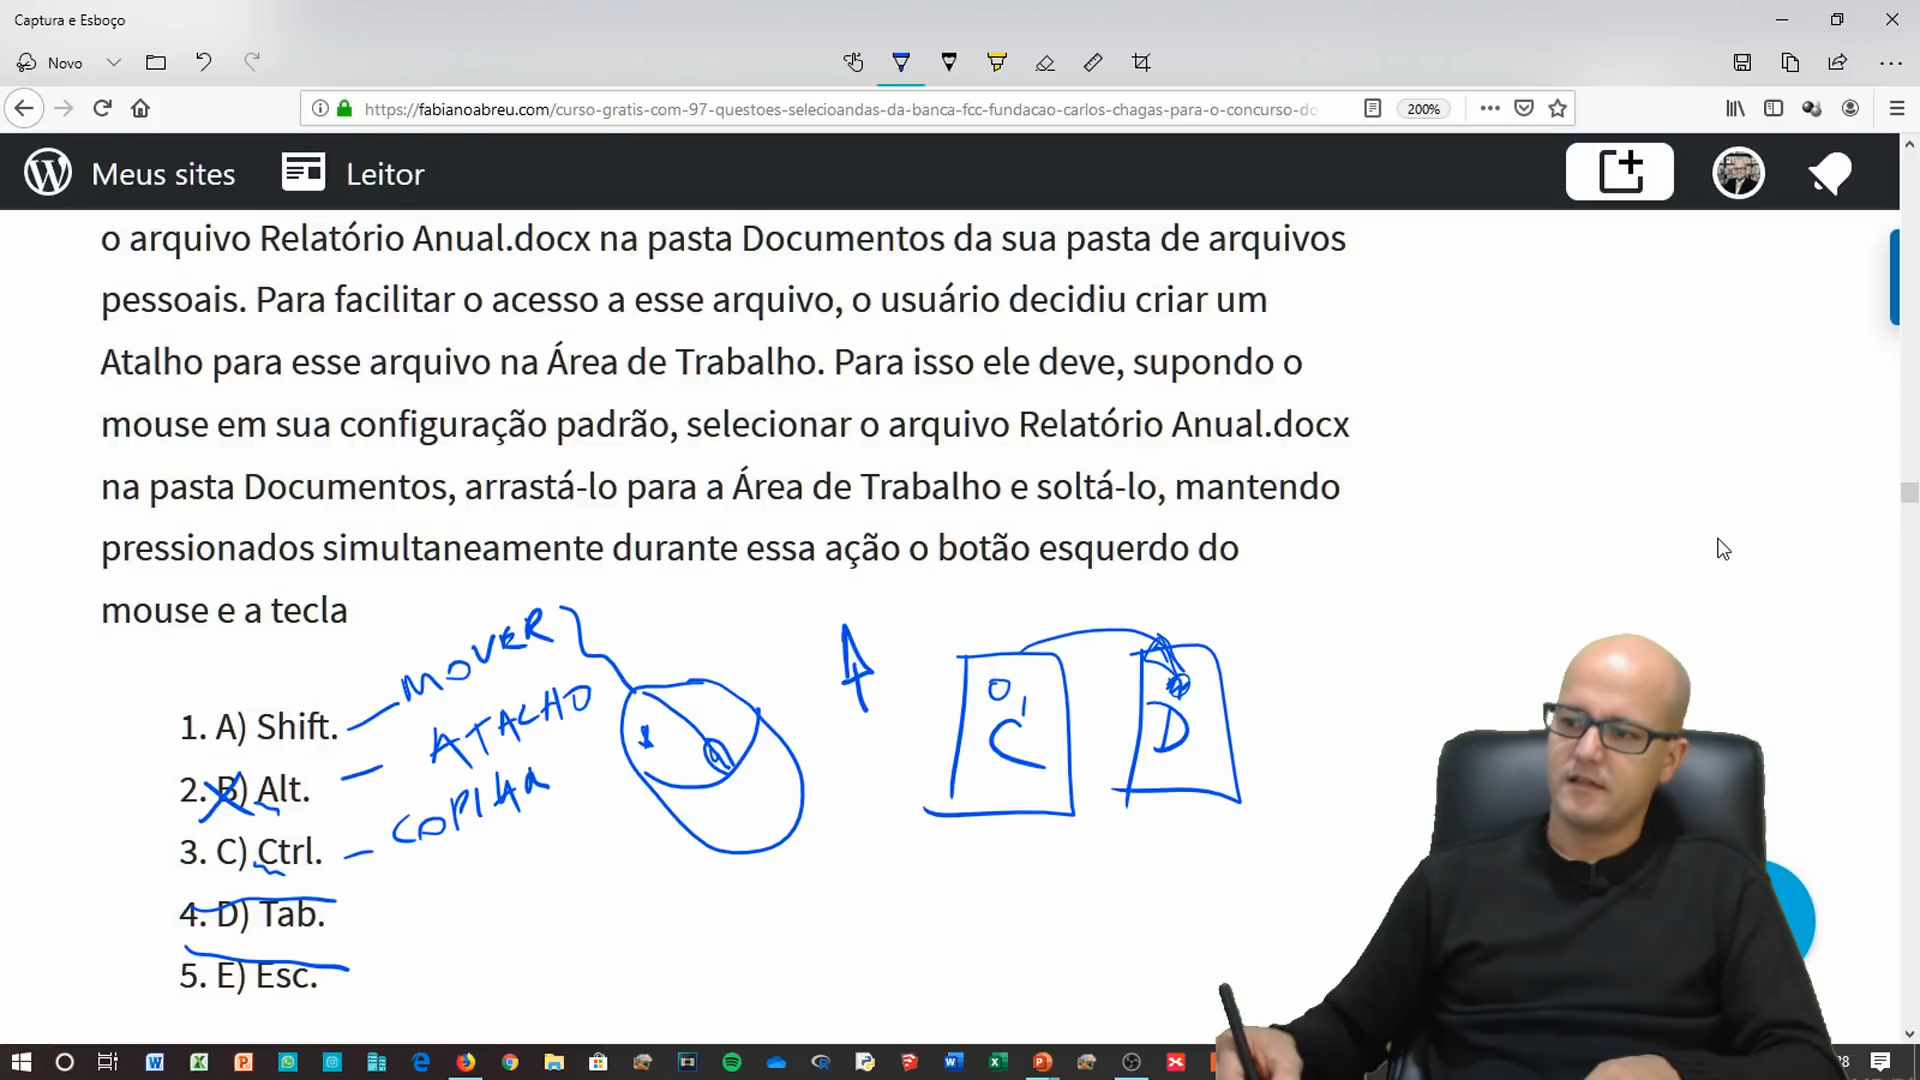 Captura e Esboço
Novo
https://fabianoabreu.com/curso-gratis-com-97-questoes-selecioandas-da-banca-fcc-fundacao-carlos-chagas-para-o-concurso-do
200%
Meus sites
Leitor
o arquivo Relatório Anual.docx na pasta Documentos da sua pasta de arquivos
pessoais. Para facilitar o acesso a esse arquivo, o usuário decidiu criar um
Atalho para esse arquivo na Área de Trabalho. Para isso ele deve, supondo o
mouse em sua configuração padrão, selecionar o arquivo Relatório Anual.docx
na pasta Documentos, arrastá-lo para a Área de Trabalho e soltá-lo, mantendo
pressionados simultaneamente durante essa ação o botão esquerdo do
mouse e a tecla
1. A) Shift.
MOVER
2. B) Alt.
ATALHO
3. C) Ctrl.
COPIAR
4. D) Tab.
5. E) Esc.
C
D